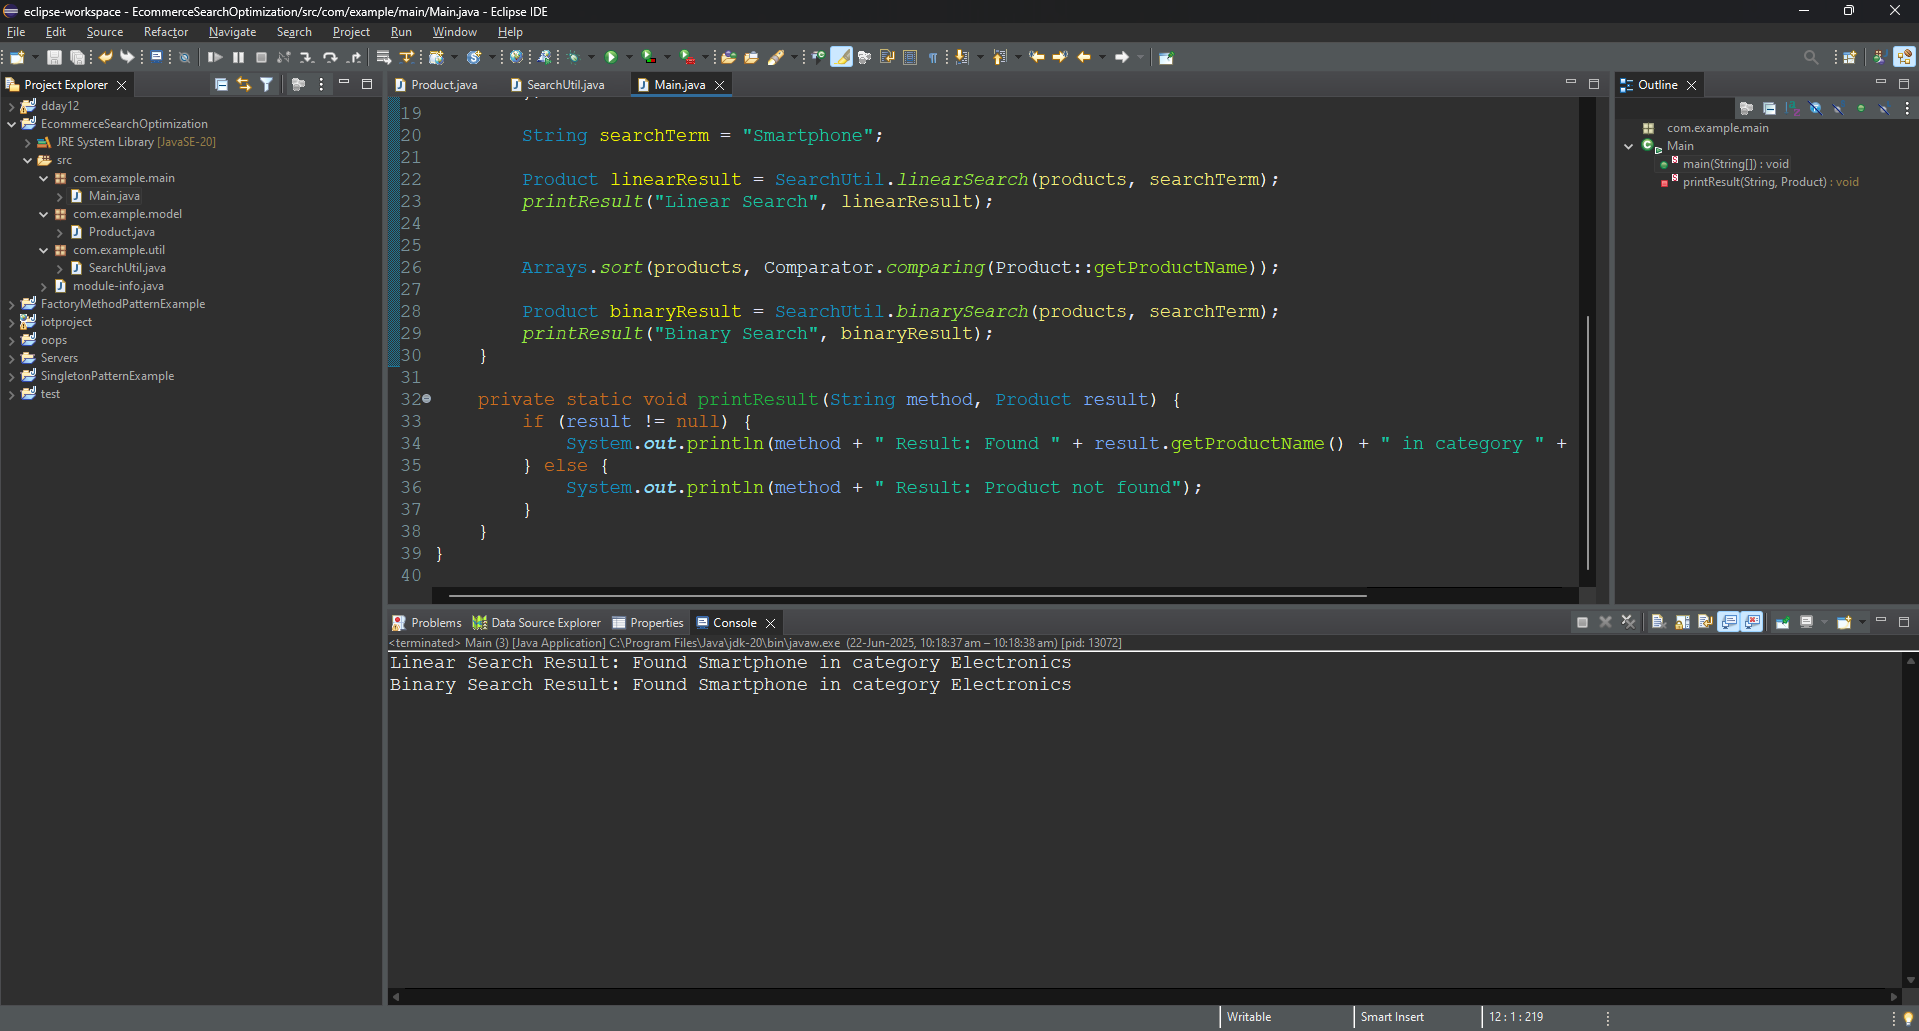 eclipse-workspace - EcommerceSearchOptimization/src/com/example/main/Main.java - Eclipse IDE
File Edit Source Refactor Navigate Search Project Run Window Help
Project Explorer
dday12
EcommerceSearchOptimization
JRE System Library [JavaSE-20]
src
com.example.main
Main.java
com.example.model
Product.java
com.example.util
SearchUtil.java
module-info.java
FactoryMethodPatternExample
iotproject
oops
Servers
SingletonPatternExample
test
Product.java SearchUtil.java Main.java
19
20 String searchTerm = "Smartphone";
21
22 Product linearResult = SearchUtil.linearSearch(products, searchTerm);
23 printResult("Linear Search", linearResult);
24
25
26 Arrays.sort(products, Comparator.comparing(Product::getProductName));
27
28 Product binaryResult = SearchUtil.binarySearch(products, searchTerm);
29 printResult("Binary Search", binaryResult);
30 }
31
32 private static void printResult(String method, Product result) {
33 if (result != null) {
34 System.out.println(method + " Result: Found " + result.getProductName() + " in category " +
35 } else {
36 System.out.println(method + " Result: Product not found");
37 }
38 }
39 }
40
Outline
com.example.main
Main
main(String[]) : void
printResult(String, Product) : void
Problems Data Source Explorer Properties Console
<terminated> Main (3) [Java Application] C:\Program Files\Java\jdk-20\bin\javaw.exe (22-Jun-2025, 10:18:37 am – 10:18:38 am) [pid: 13072]
Linear Search Result: Found Smartphone in category Electronics
Binary Search Result: Found Smartphone in category Electronics
Writable Smart Insert 12 : 1 : 219